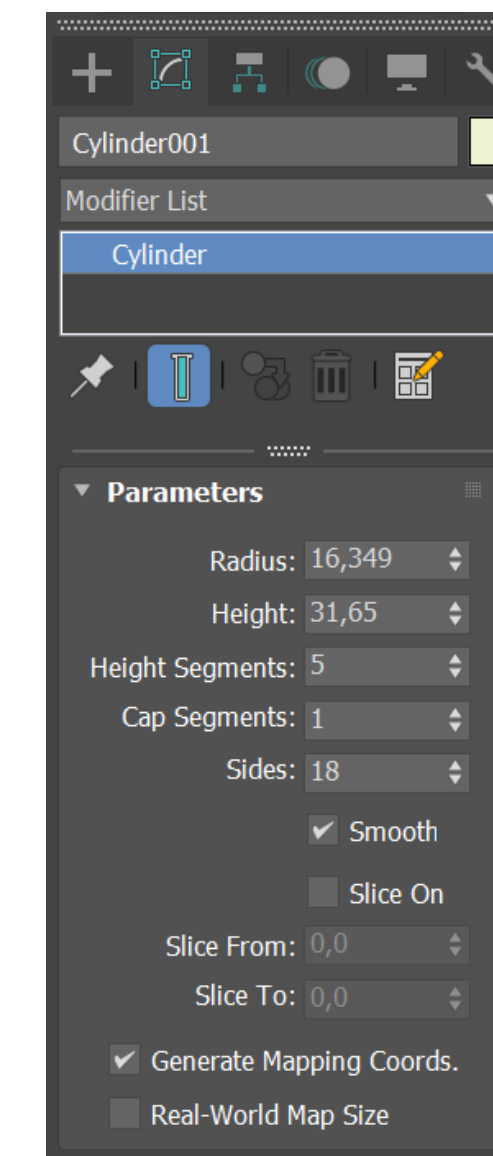 Cylinder001
Modifier List
Cylinder
Parameters
Radius: 16,349
Height: 31,65
Height Segments: 5
Cap Segments: 1
Sides: 18
Smooth
Slice On
Slice From: 0,0
Slice To: 0,0
Generate Mapping Coords.
Real-World Map Size